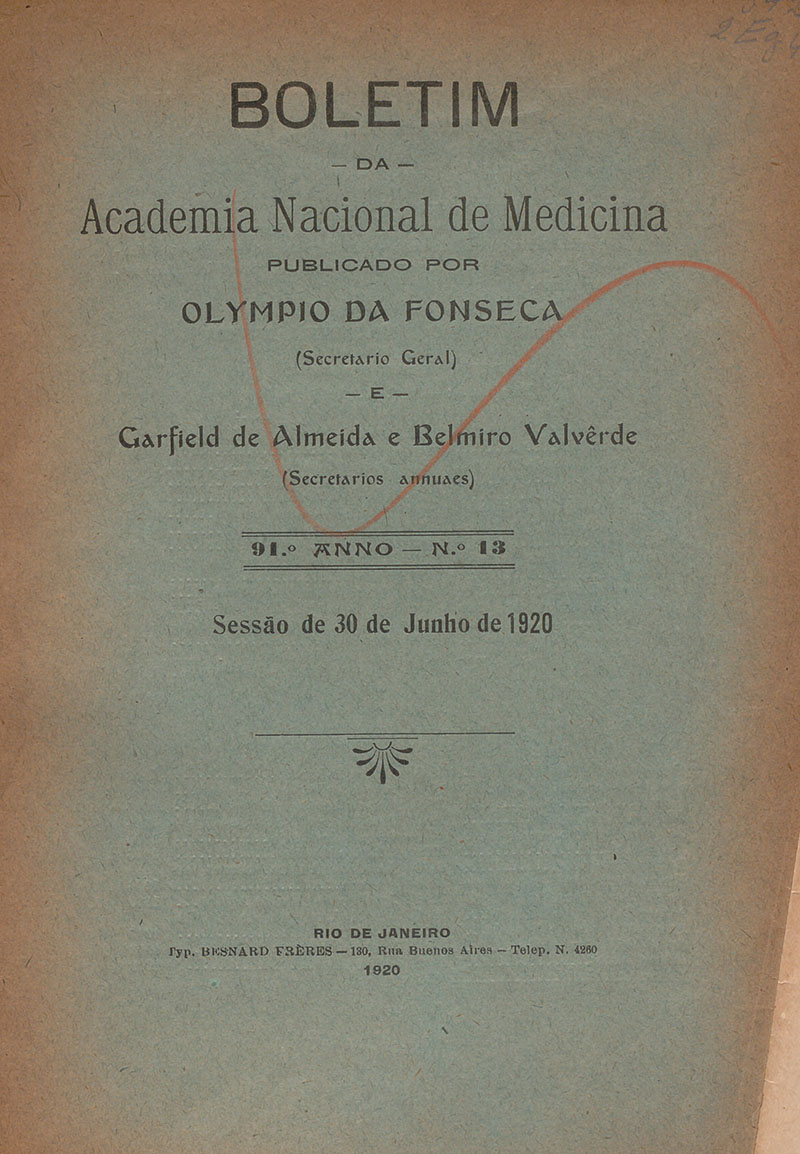 BOLETIM
— DA —
Academia Nacional de Medicina
PUBLICADO POR
OLYMPIO DA FONSECA
(Secretario Geral)
— E —
Garfield de Almeida e Belmiro Valvêrde
(Secretarios annuaes)
91.º ANNO — N.º 13
Sessão de 30 de Junho de 1920
RIO DE JANEIRO
Typ. BESNARD FRÈRES — 130, Rua Buenos Aires — Telep. N. 4260
1920